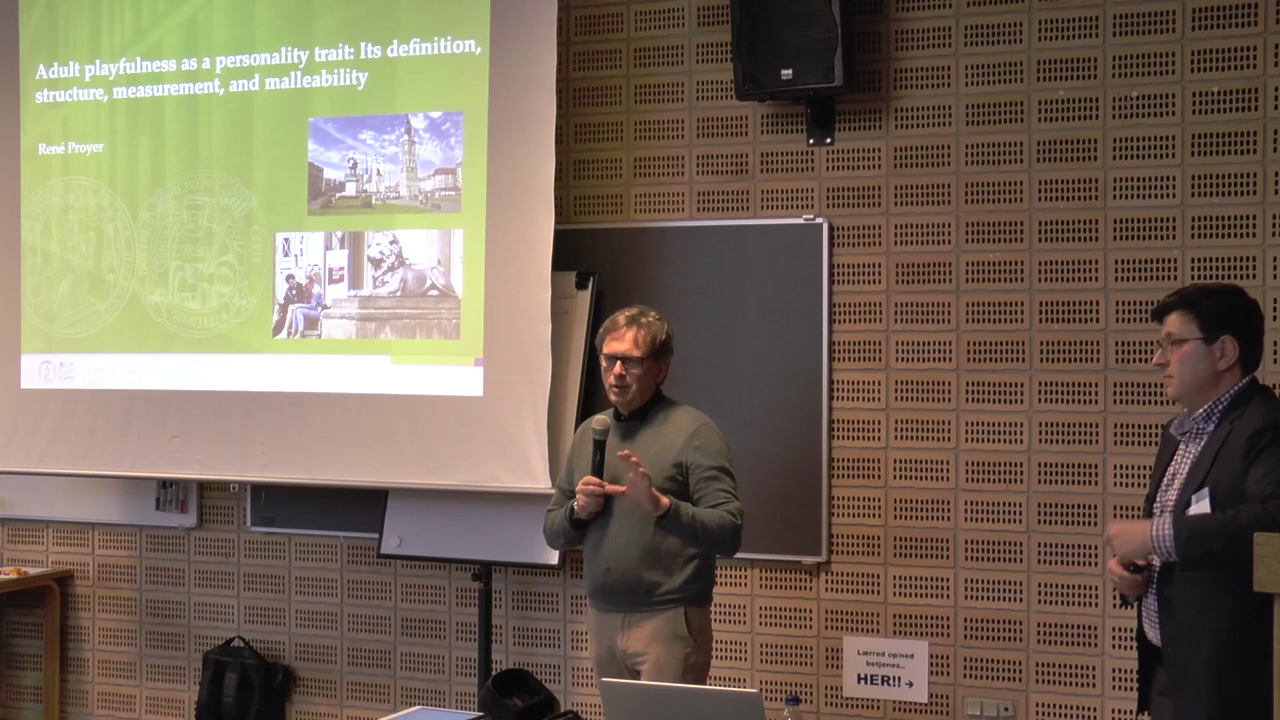 Adult playfulness as a personality trait: Its definition,
structure, measurement, and malleability
René Proyer
Lærred op/ned
betjenes..
HER!! →